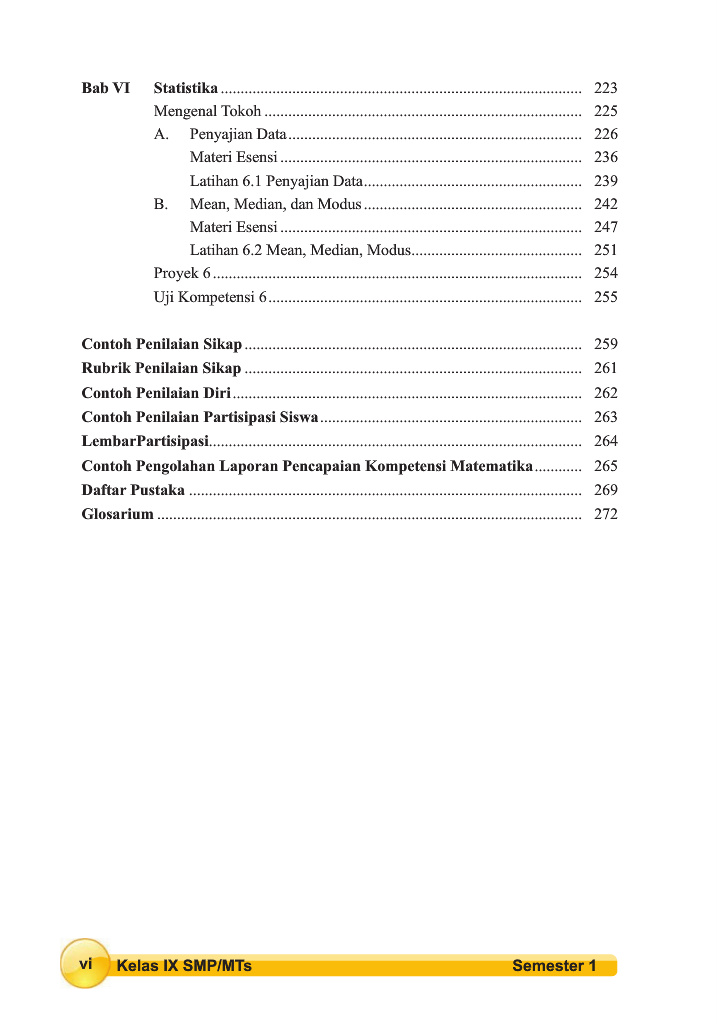 Bab VI Statistika ........................................................................................... 223
Mengenal Tokoh ................................................................................ 225
A. Penyajian Data.......................................................................... 226
Materi Esensi ............................................................................ 236
Latihan 6.1 Penyajian Data....................................................... 239
B. Mean, Median, dan Modus ....................................................... 242
Materi Esensi ............................................................................ 247
Latihan 6.2 Mean, Median, Modus........................................... 251
Proyek 6 ............................................................................................. 254
Uji Kompetensi 6............................................................................... 255
Contoh Penilaian Sikap ..................................................................................... 259
Rubrik Penilaian Sikap ..................................................................................... 261
Contoh Penilaian Diri ........................................................................................ 262
Contoh Penilaian Partisipasi Siswa .................................................................. 263
LembarPartisipasi.............................................................................................. 264
Contoh Pengolahan Laporan Pencapaian Kompetensi Matematika ............ 265
Daftar Pustaka ................................................................................................... 269
Glosarium ........................................................................................................... 272
vi Kelas IX SMP/MTs Semester 1